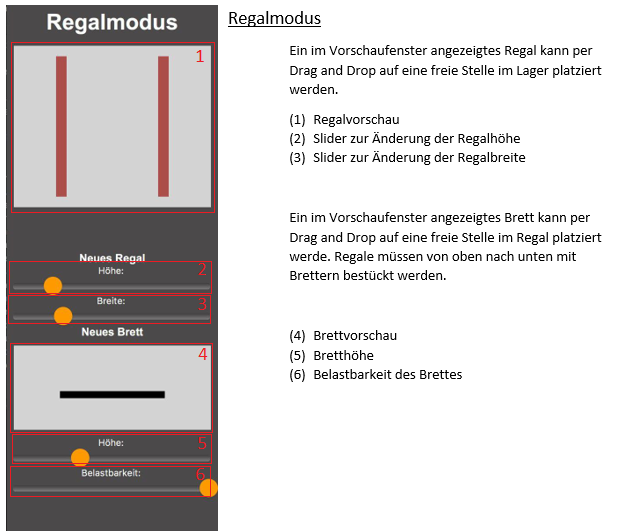 Regalmodus
1
Neues Regal
Höhe:
2
Breite:
3
Neues Brett
4
Höhe:
5
Belastbarkeit:
6
Regalmodus
Ein im Vorschaufenster angezeigtes Regal kann per
Drag and Drop auf eine freie Stelle im Lager platziert
werden.
(1) Regalvorschau
(2) Slider zur Änderung der Regalhöhe
(3) Slider zur Änderung der Regalbreite
Ein im Vorschaufenster angezeigtes Brett kann per
Drag and Drop auf eine freie Stelle im Regal platziert
werde. Regale müssen von oben nach unten mit
Brettern bestückt werden.
(4) Brettvorschau
(5) Bretthöhe
(6) Belastbarkeit des Brettes